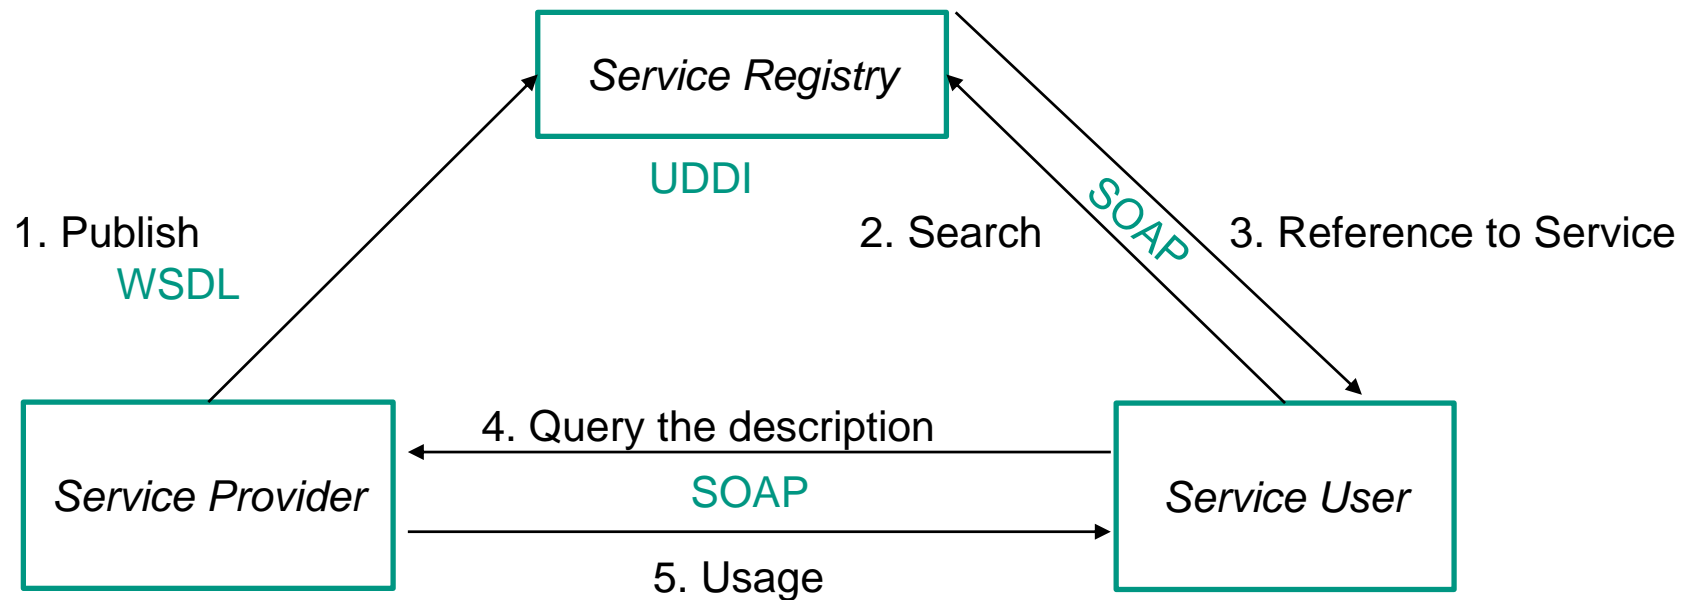 Service Registry
UDDI
1. Publish
WSDL
2. Search
SOAP
3. Reference to Service
4. Query the description
Service Provider
SOAP
Service User
5. Usage